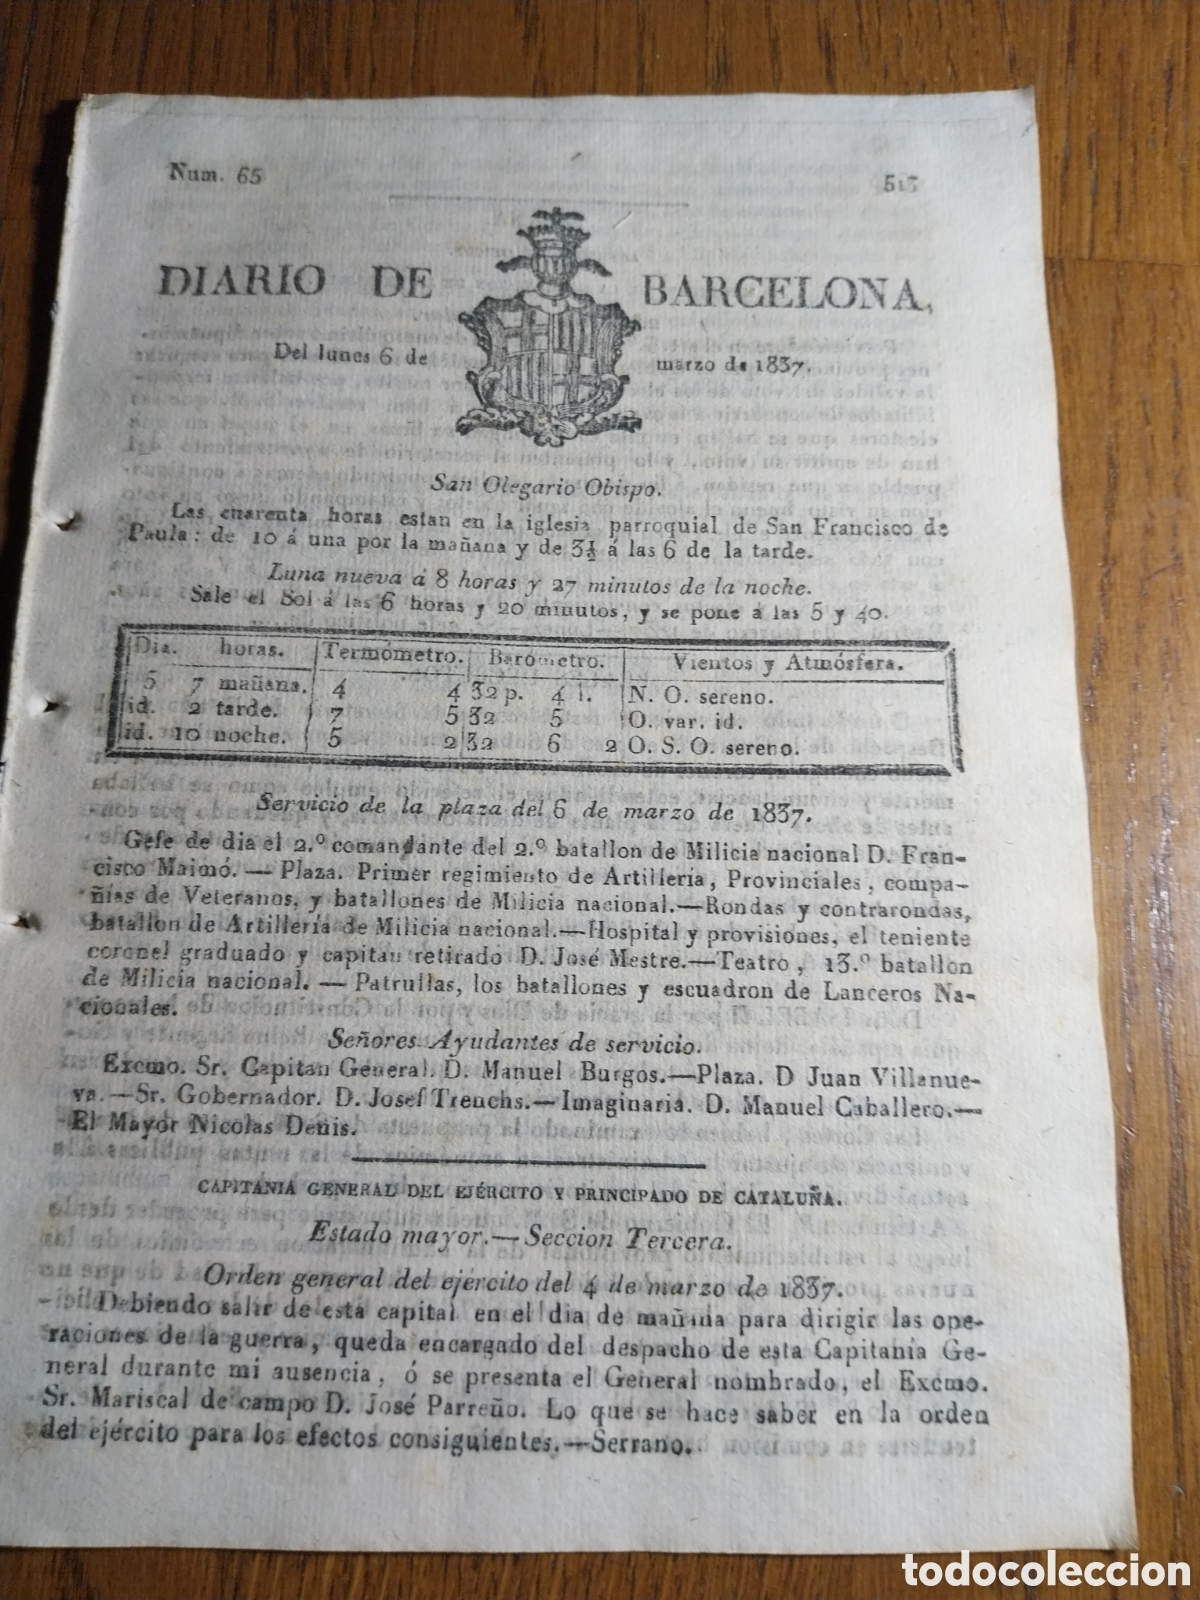 Num. 65
513
DIARIO DE BARCELONA,
Del lunes 6 de marzo de 1837.
San Olegario Obispo.
Las cuarenta horas estan en la iglesia parroquial de San Francisco de
Paula: de 10 á una por la mañana y de 3½ á las 6 de la tarde.
Luna nueva á 8 horas y 27 minutos de la noche.
Sale el Sol á las 6 horas y 20 minutos, y se pone á las 5 y 40.
Dia. horas. Termómetro. Barómetro. Vientos y Atmósfera.
5 7 mañana. 4 4 32 p. 4 l. N. O. sereno.
id. 2 tarde. 7 5 32 5 O. var. id.
id. 10 noche. 5 2 32 6 2 O. S. O. sereno.
Servicio de la plaza del 6 de marzo de 1837.
Gefe de dia el 2.º comandante del 2.º batallon de Milicia nacional D. Fran-
cisco Maimó. — Plaza. Primer regimiento de Artillería, Provinciales, compa-
ñías de Veteranos, y batallones de Milicia nacional.—Rondas y contrarondas,
batallon de Artillería de Milicia nacional.—Hospital y provisiones, el teniente
coronel graduado y capitan retirado D. José Mestre.—Teatro, 13.º batallon
de Milicia nacional. — Patrullas, los batallones y escuadron de Lanceros Na-
cionales.
Señores Ayudantes de servicio.
Excmo. Sr. Capitan General. D. Manuel Burgos.—Plaza. D Juan Villanue-
va.—Sr. Gobernador. D. Josef Trenchs.—Imaginaria. D. Manuel Caballero.—
El Mayor Nicolas Denis.
CAPITANIA GENERAL DEL EJÉRCITO Y PRINCIPADO DE CATALUÑA.
Estado mayor.—Seccion Tercera.
Orden general del ejército del 4 de marzo de 1837.
Debiendo salir de esta capital en el dia de mañana para dirigir las ope-
raciones de la guerra, queda encargado del despacho de esta Capitanía Ge-
neral durante mi ausencia, ó se presenta el General nombrado, el Excmo.
Sr. Mariscal de campo D. José Parreño. Lo que se hace saber en la orden
del ejército para los efectos consiguientes.—Serrano.
todocoleccion